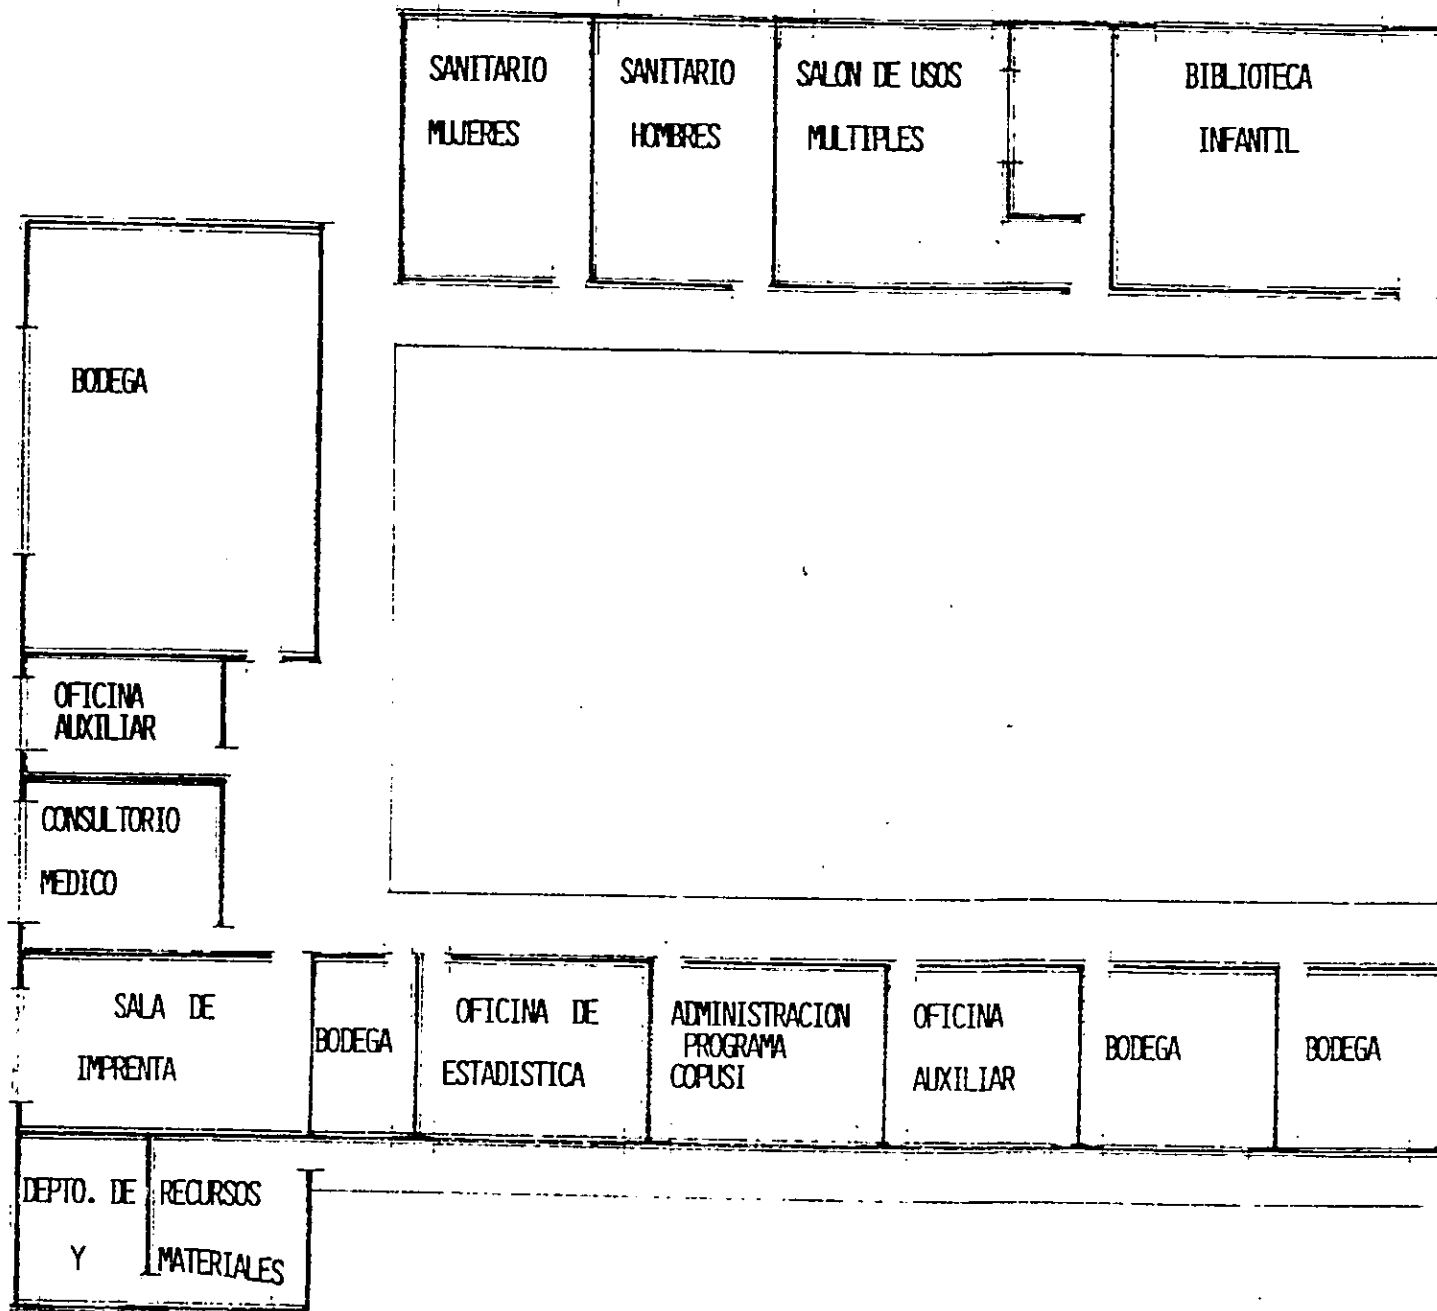 SANITARIO
MUJERES
SANITARIO
HOMBRES
SALON DE USOS
MULTIPLES
BIBLIOTECA
INFANTIL
BODEGA
OFICINA
AUXILIAR
CONSULTORIO
MEDICO
SALA DE
IMPRENTA
BODEGA
OFICINA DE
ESTADISTICA
ADMINISTRACION
PROGRAMA
COPUSI
OFICINA
AUXILIAR
BODEGA
BODEGA
DEPTO. DE RECURSOS
Y MATERIALES